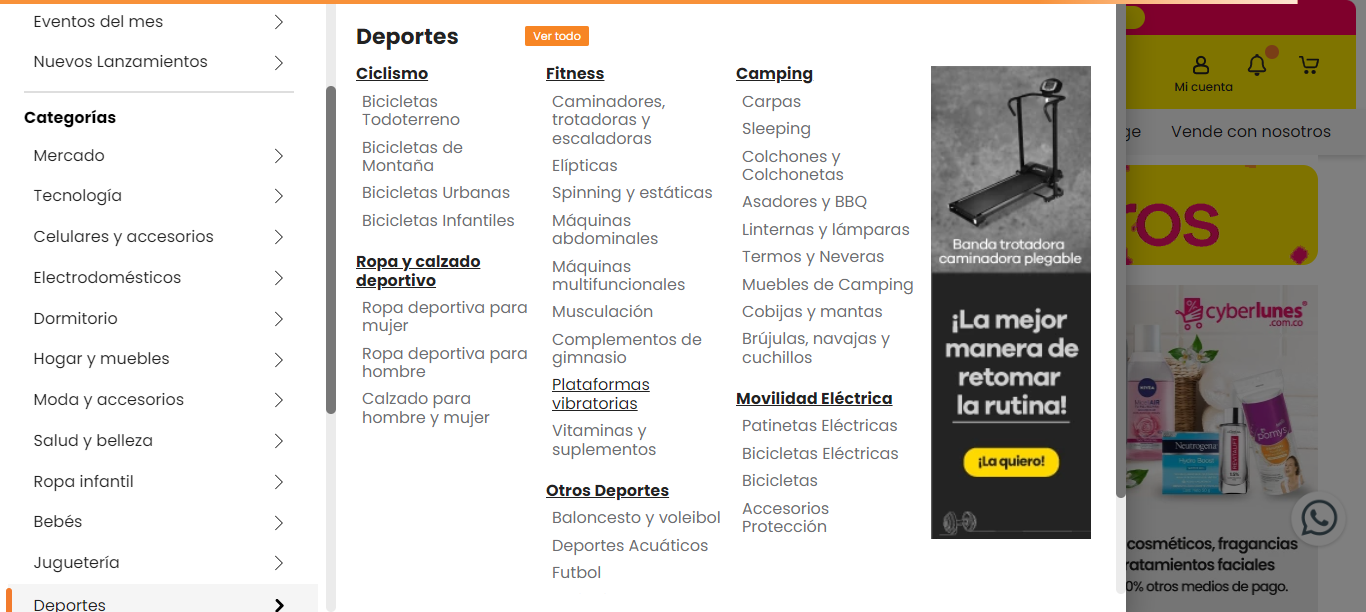 Eventos del mes
Nuevos Lanzamientos
Categorías
Mercado
Tecnología
Celulares y accesorios
Electrodomésticos
Dormitorio
Hogar y muebles
Moda y accesorios
Salud y belleza
Ropa infantil
Bebés
Juguetería
Deportes
Deportes
Ver todo
Ciclismo
Bicicletas
Todoterreno
Bicicletas de
Montaña
Bicicletas Urbanas
Bicicletas Infantiles
Ropa y calzado
deportivo
Ropa deportiva para
mujer
Ropa deportiva para
hombre
Calzado para
hombre y mujer
Fitness
Caminadores,
trotadoras y
escaladoras
Elípticas
Spinning y estáticas
Máquinas
abdominales
Máquinas
multifuncionales
Musculación
Complementos de
gimnasio
Plataformas
vibratorias
Vitaminas y
suplementos
Otros Deportes
Baloncesto y voleibol
Deportes Acuáticos
Futbol
Camping
Carpas
Sleeping
Colchones y
Colchonetas
Asadores y BBQ
Linternas y lámparas
Termos y Neveras
Muebles de Camping
Cobijas y mantas
Brújulas, navajas y
cuchillos
Movilidad Eléctrica
Patinetas Eléctricas
Bicicletas Eléctricas
Bicicletas
Accesorios
Protección
Banda trotadora
caminadora plegable
¡La mejor
manera de
retomar
la rutina!
¡La quiero!
Mi cuenta
ge
Vende con nosotros
ros
cyberlunes®
.com.co
NIVEA
Neutrogena
Hydro Boost
REVITALIFT
pomys
cosméticos, fragancias
ratamientos faciales
0% otros medios de pago.